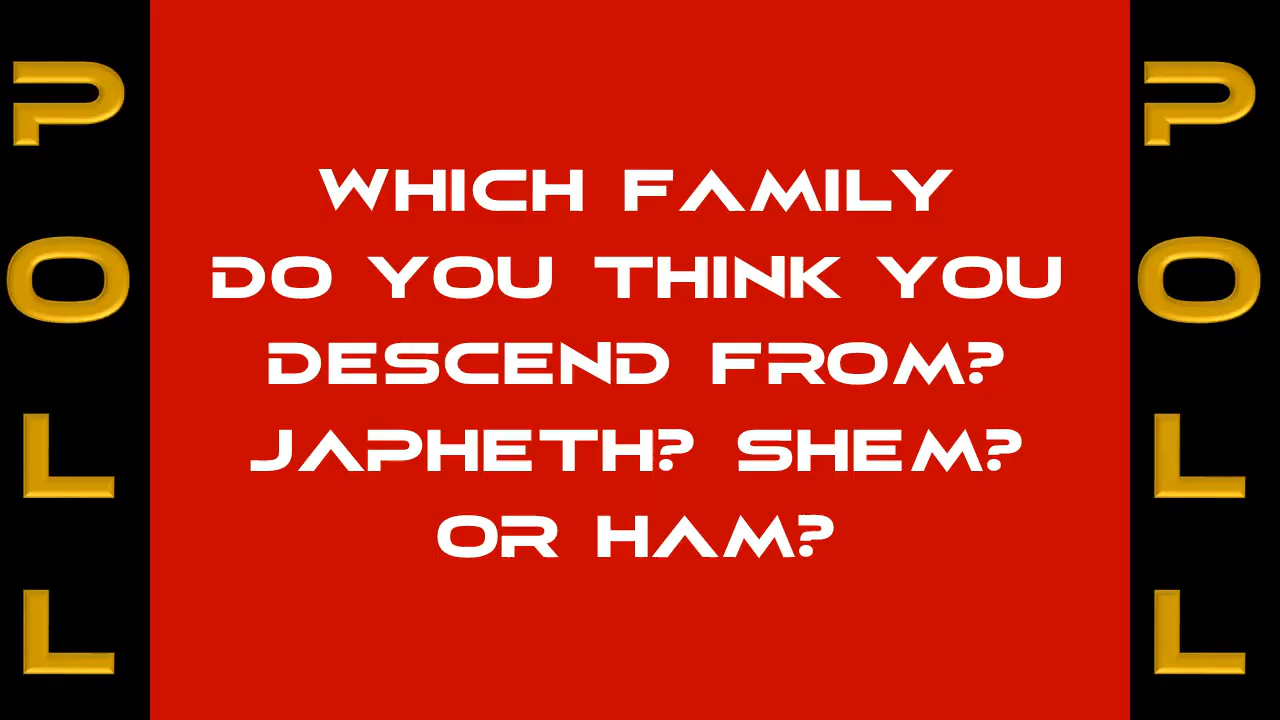 POLL
WHICH FAMILY
DO YOU THINK YOU
DESCEND FROM?
JAPHETH? SHEM?
OR HAM?
POLL